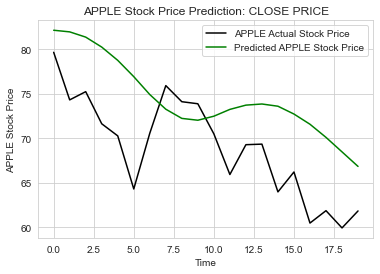 APPLE Stock Price Prediction: CLOSE PRICE
APPLE Actual Stock Price
Predicted APPLE Stock Price
APPLE Stock Price
80
75
70
65
60
0.0 2.5 5.0 7.5 10.0 12.5 15.0 17.5
Time